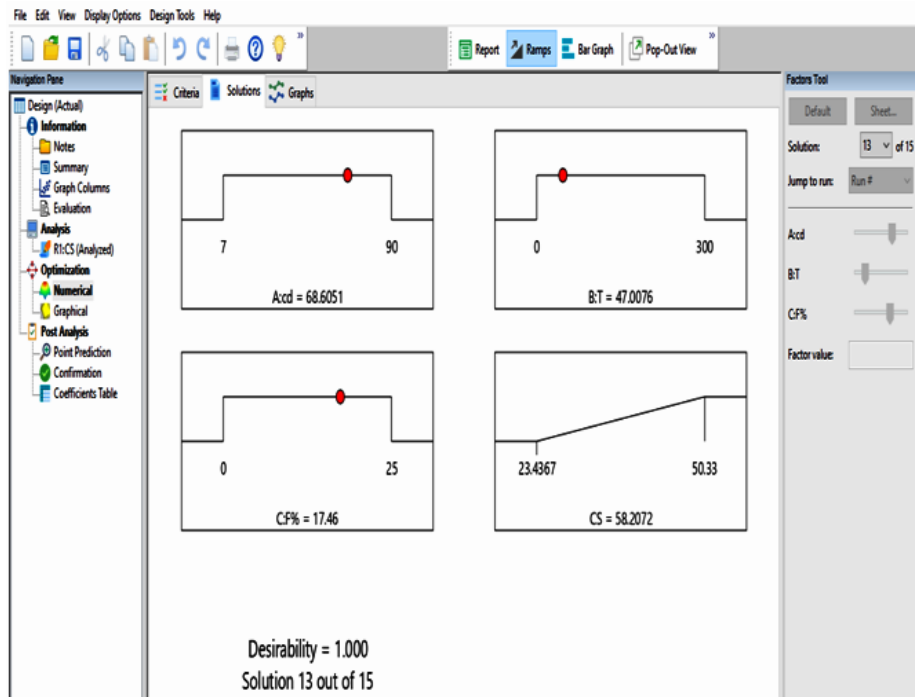 File Edit View Display Options Design Tools Help
» Report Ramps Bar Graph Pop-Out View »
Navigation Pane
Design (Actual)
Information
Notes
Summary
Graph Columns
Evaluation
Analysis
R1:CS (Analyzed)
Optimization
Numerical
Graphical
Post Analysis
Point Prediction
Confirmation
Coefficients Table
Criteria Solutions Graphs
7 90
A:cd = 68.6051
0 300
B:T = 47.0076
0 25
C:F% = 17.46
23.4367 50.33
CS = 58.2072
Desirability = 1.000
Solution 13 out of 15
Factors Tool
Default Sheet...
Solution: 13 of 15
Jump to run: Run #
A:cd
B:T
C:F%
Factor value: